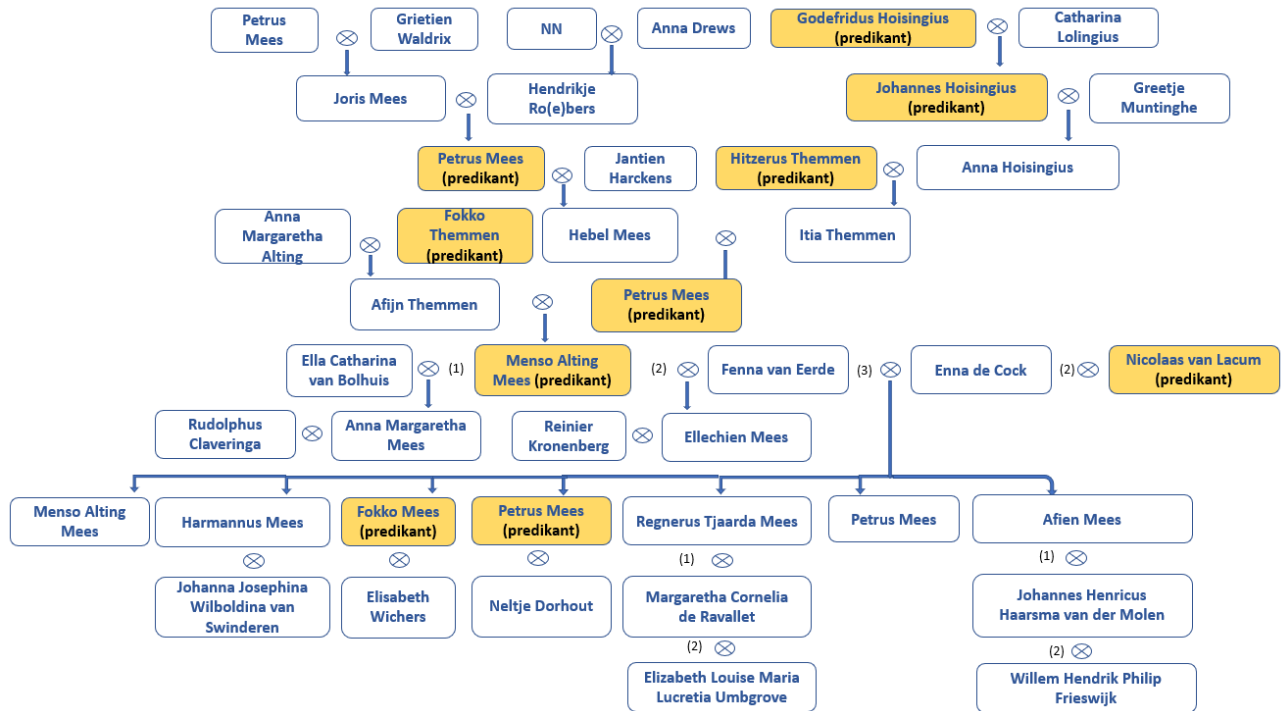 Petrus
Mees
Grietien
Waldrix
NN
Anna Drews
Godefridus Hoisingius
(predikant)
Catharina
Lolingius
Joris Mees
Hendrikje
Ro(e)bers
Johannes Hoisingius
(predikant)
Greetje
Muntinghe
Petrus Mees
(predikant)
Jantien
Harckens
Hitzerus Themmen
(predikant)
Anna Hoisingius
Anna
Margaretha
Alting
Fokko
Themmen
(predikant)
Hebel Mees
Itia Themmen
Afijn Themmen
Petrus Mees
(predikant)
Ella Catharina
van Bolhuis
(1)
Menso Alting
Mees (predikant)
(2)
Fenna van Eerde
(3)
Enna de Cock
(2)
Nicolaas van Lacum
(predikant)
Rudolphus
Claveringa
Anna Margaretha
Mees
Reinier
Kronenberg
Ellechien Mees
Menso Alting
Mees
Harmannus Mees
Fokko Mees
(predikant)
Petrus Mees
(predikant)
Regnerus Tjaarda Mees
Petrus Mees
Afien Mees
(1)
(1)
Johanna Josephina
Wilboldina van
Swinderen
Elisabeth
Wichers
Neltje Dorhout
Margaretha Cornelia
de Ravallet
Johannes Henricus
Haarsma van der Molen
(2)
(2)
Elizabeth Louise Maria
Lucretia Umbgrove
Willem Hendrik Philip
Frieswijk